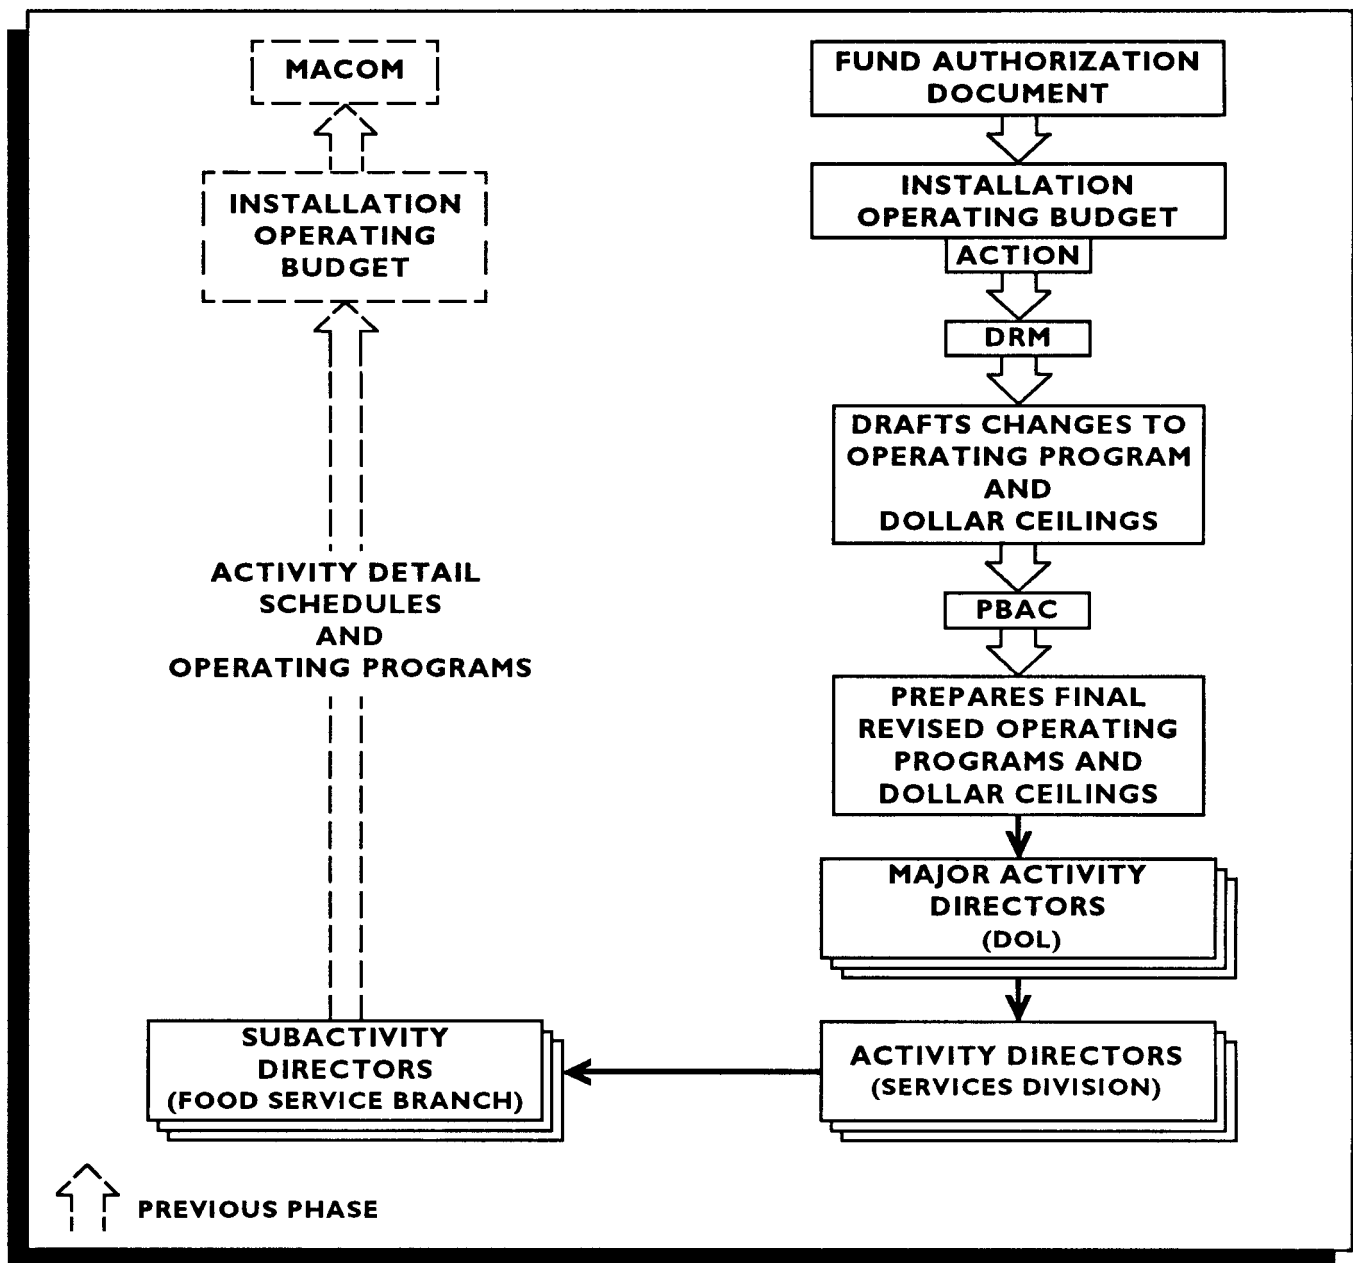 MACOM
INSTALLATION
OPERATING
BUDGET
ACTIVITY DETAIL
SCHEDULES
AND
OPERATING PROGRAMS
SUBACTIVITY
DIRECTORS
(FOOD SERVICE BRANCH)
PREVIOUS PHASE
FUND AUTHORIZATION
DOCUMENT
INSTALLATION
OPERATING BUDGET
ACTION
DRM
DRAFTS CHANGES TO
OPERATING PROGRAM
AND
DOLLAR CEILINGS
PBAC
PREPARES FINAL
REVISED OPERATING
PROGRAMS AND
DOLLAR CEILINGS
MAJOR ACTIVITY
DIRECTORS
(DOL)
ACTIVITY DIRECTORS
(SERVICES DIVISION)